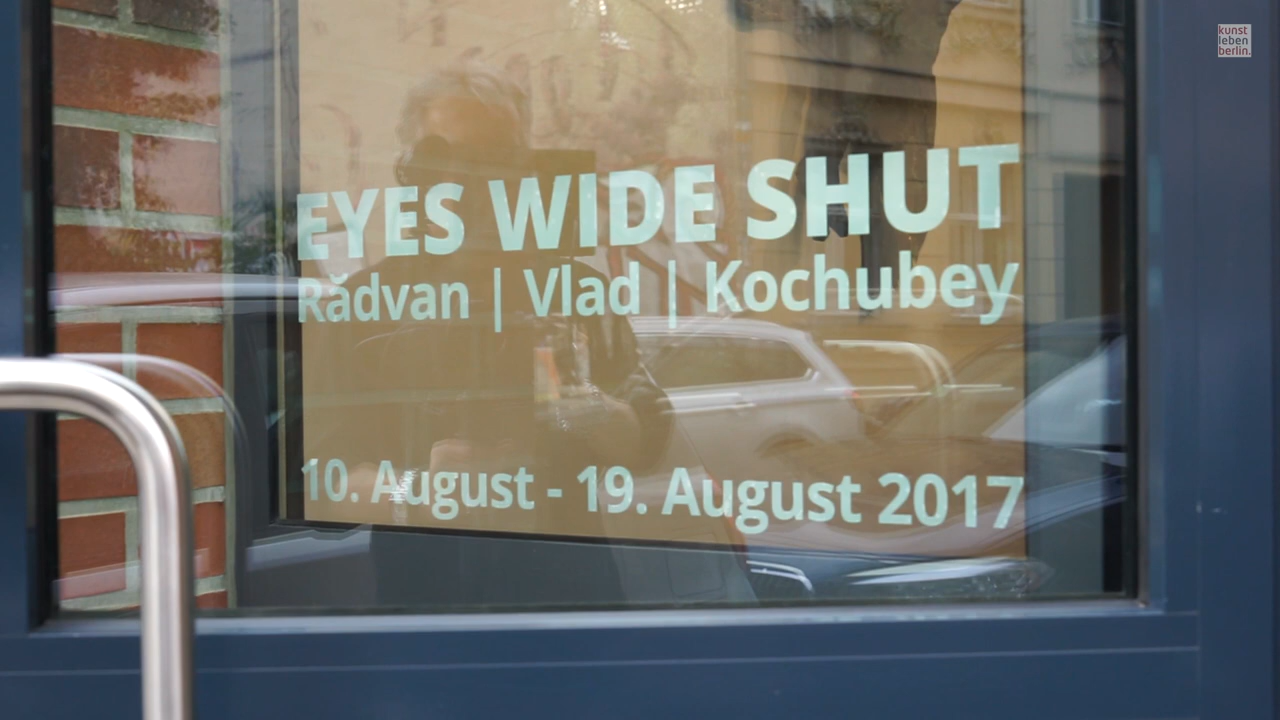 kunst
leben
berlin.
EYES WIDE SHUT
Rădvan | Vlad | Kochubey
10. August - 19. August 2017